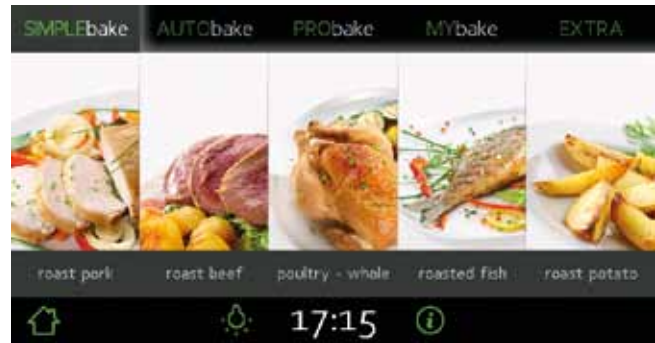 SIMPLEbake AUTObake PRObake MYbake EXTRA
roast pork roast beef poultry - whole roasted fish roast potato
17:15 i